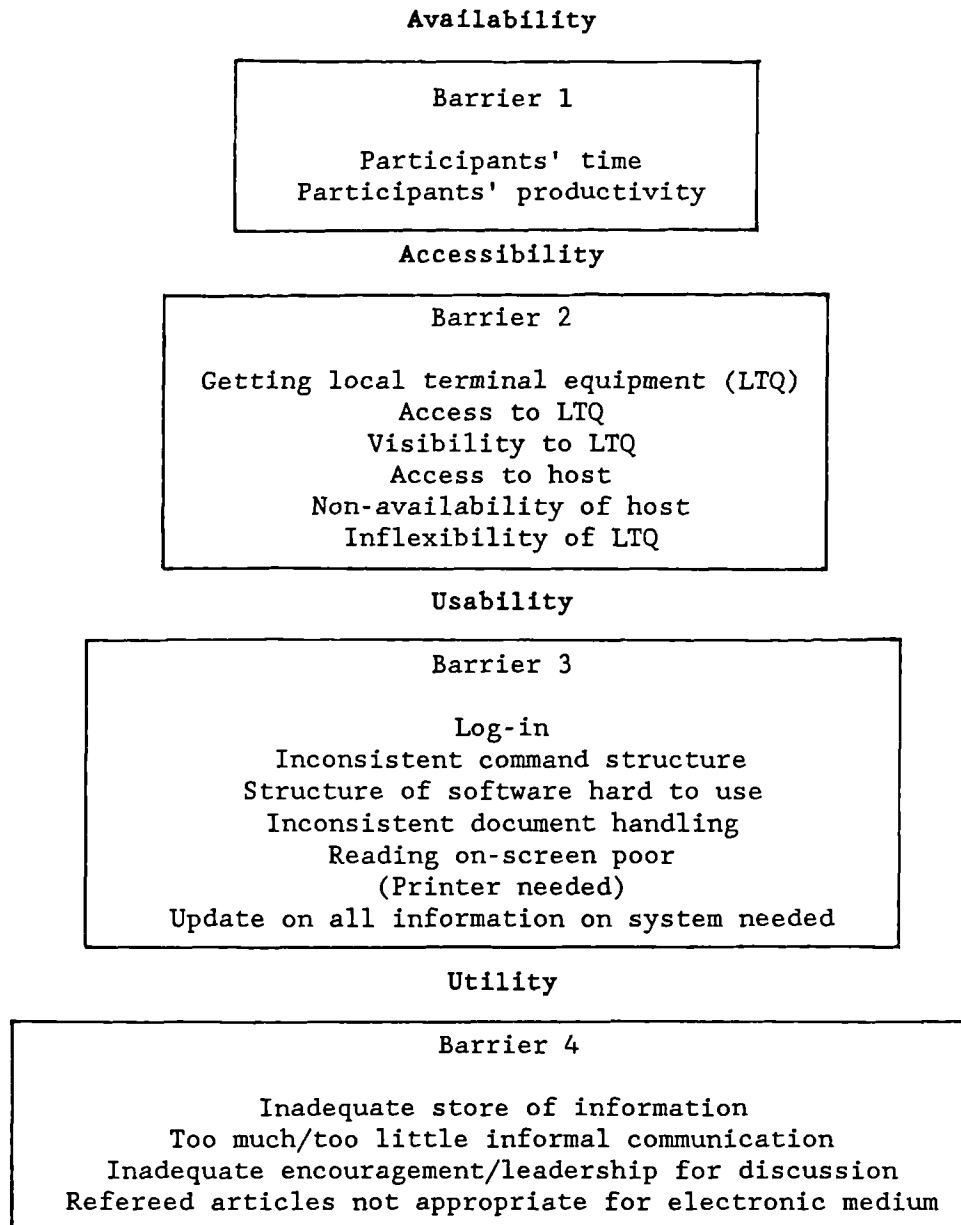 Availability
Barrier 1
Participants' time
Participants' productivity
Accessibility
Barrier 2
Getting local terminal equipment (LTQ)
Access to LTQ
Visibility to LTQ
Access to host
Non-availability of host
Inflexibility of LTQ
Usability
Barrier 3
Log-in
Inconsistent command structure
Structure of software hard to use
Inconsistent document handling
Reading on-screen poor
(Printer needed)
Update on all information on system needed
Utility
Barrier 4
Inadequate store of information
Too much/too little informal communication
Inadequate encouragement/leadership for discussion
Refereed articles not appropriate for electronic medium